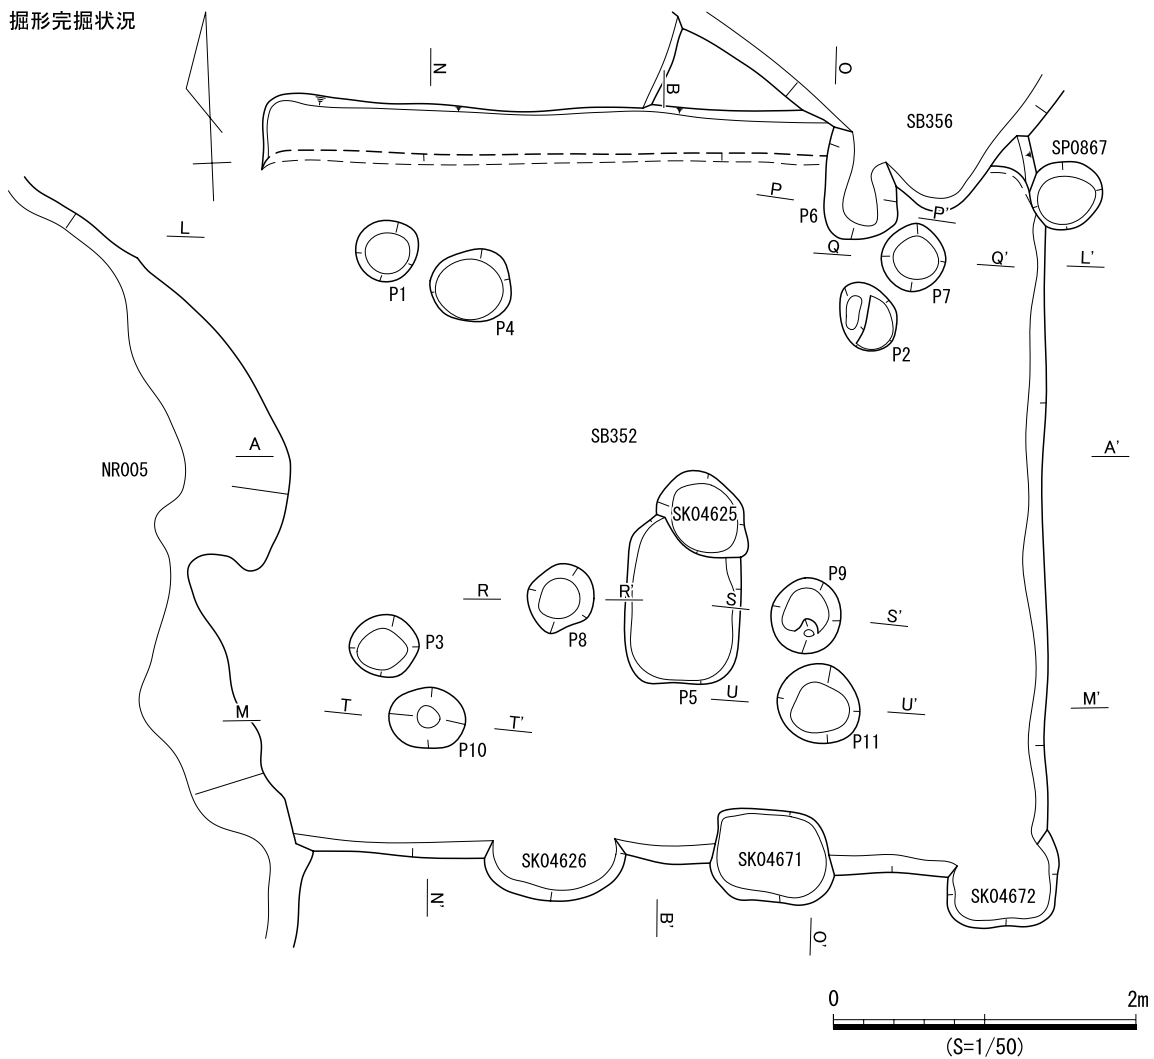 掘形完掘状況
N
B
O
SB356
SP0867
P
P6
P'
L
Q
Q'
L'
P1
P4
P7
P2
SB352
A
A'
NR005
SK04625
P9
R
R'
S
S'
P8
P3
P5
U
U'
M
M'
T
T'
P10
P11
SK04626
SK04671
SK04672
N'
B'
O'
0
2m
(S=1/50)